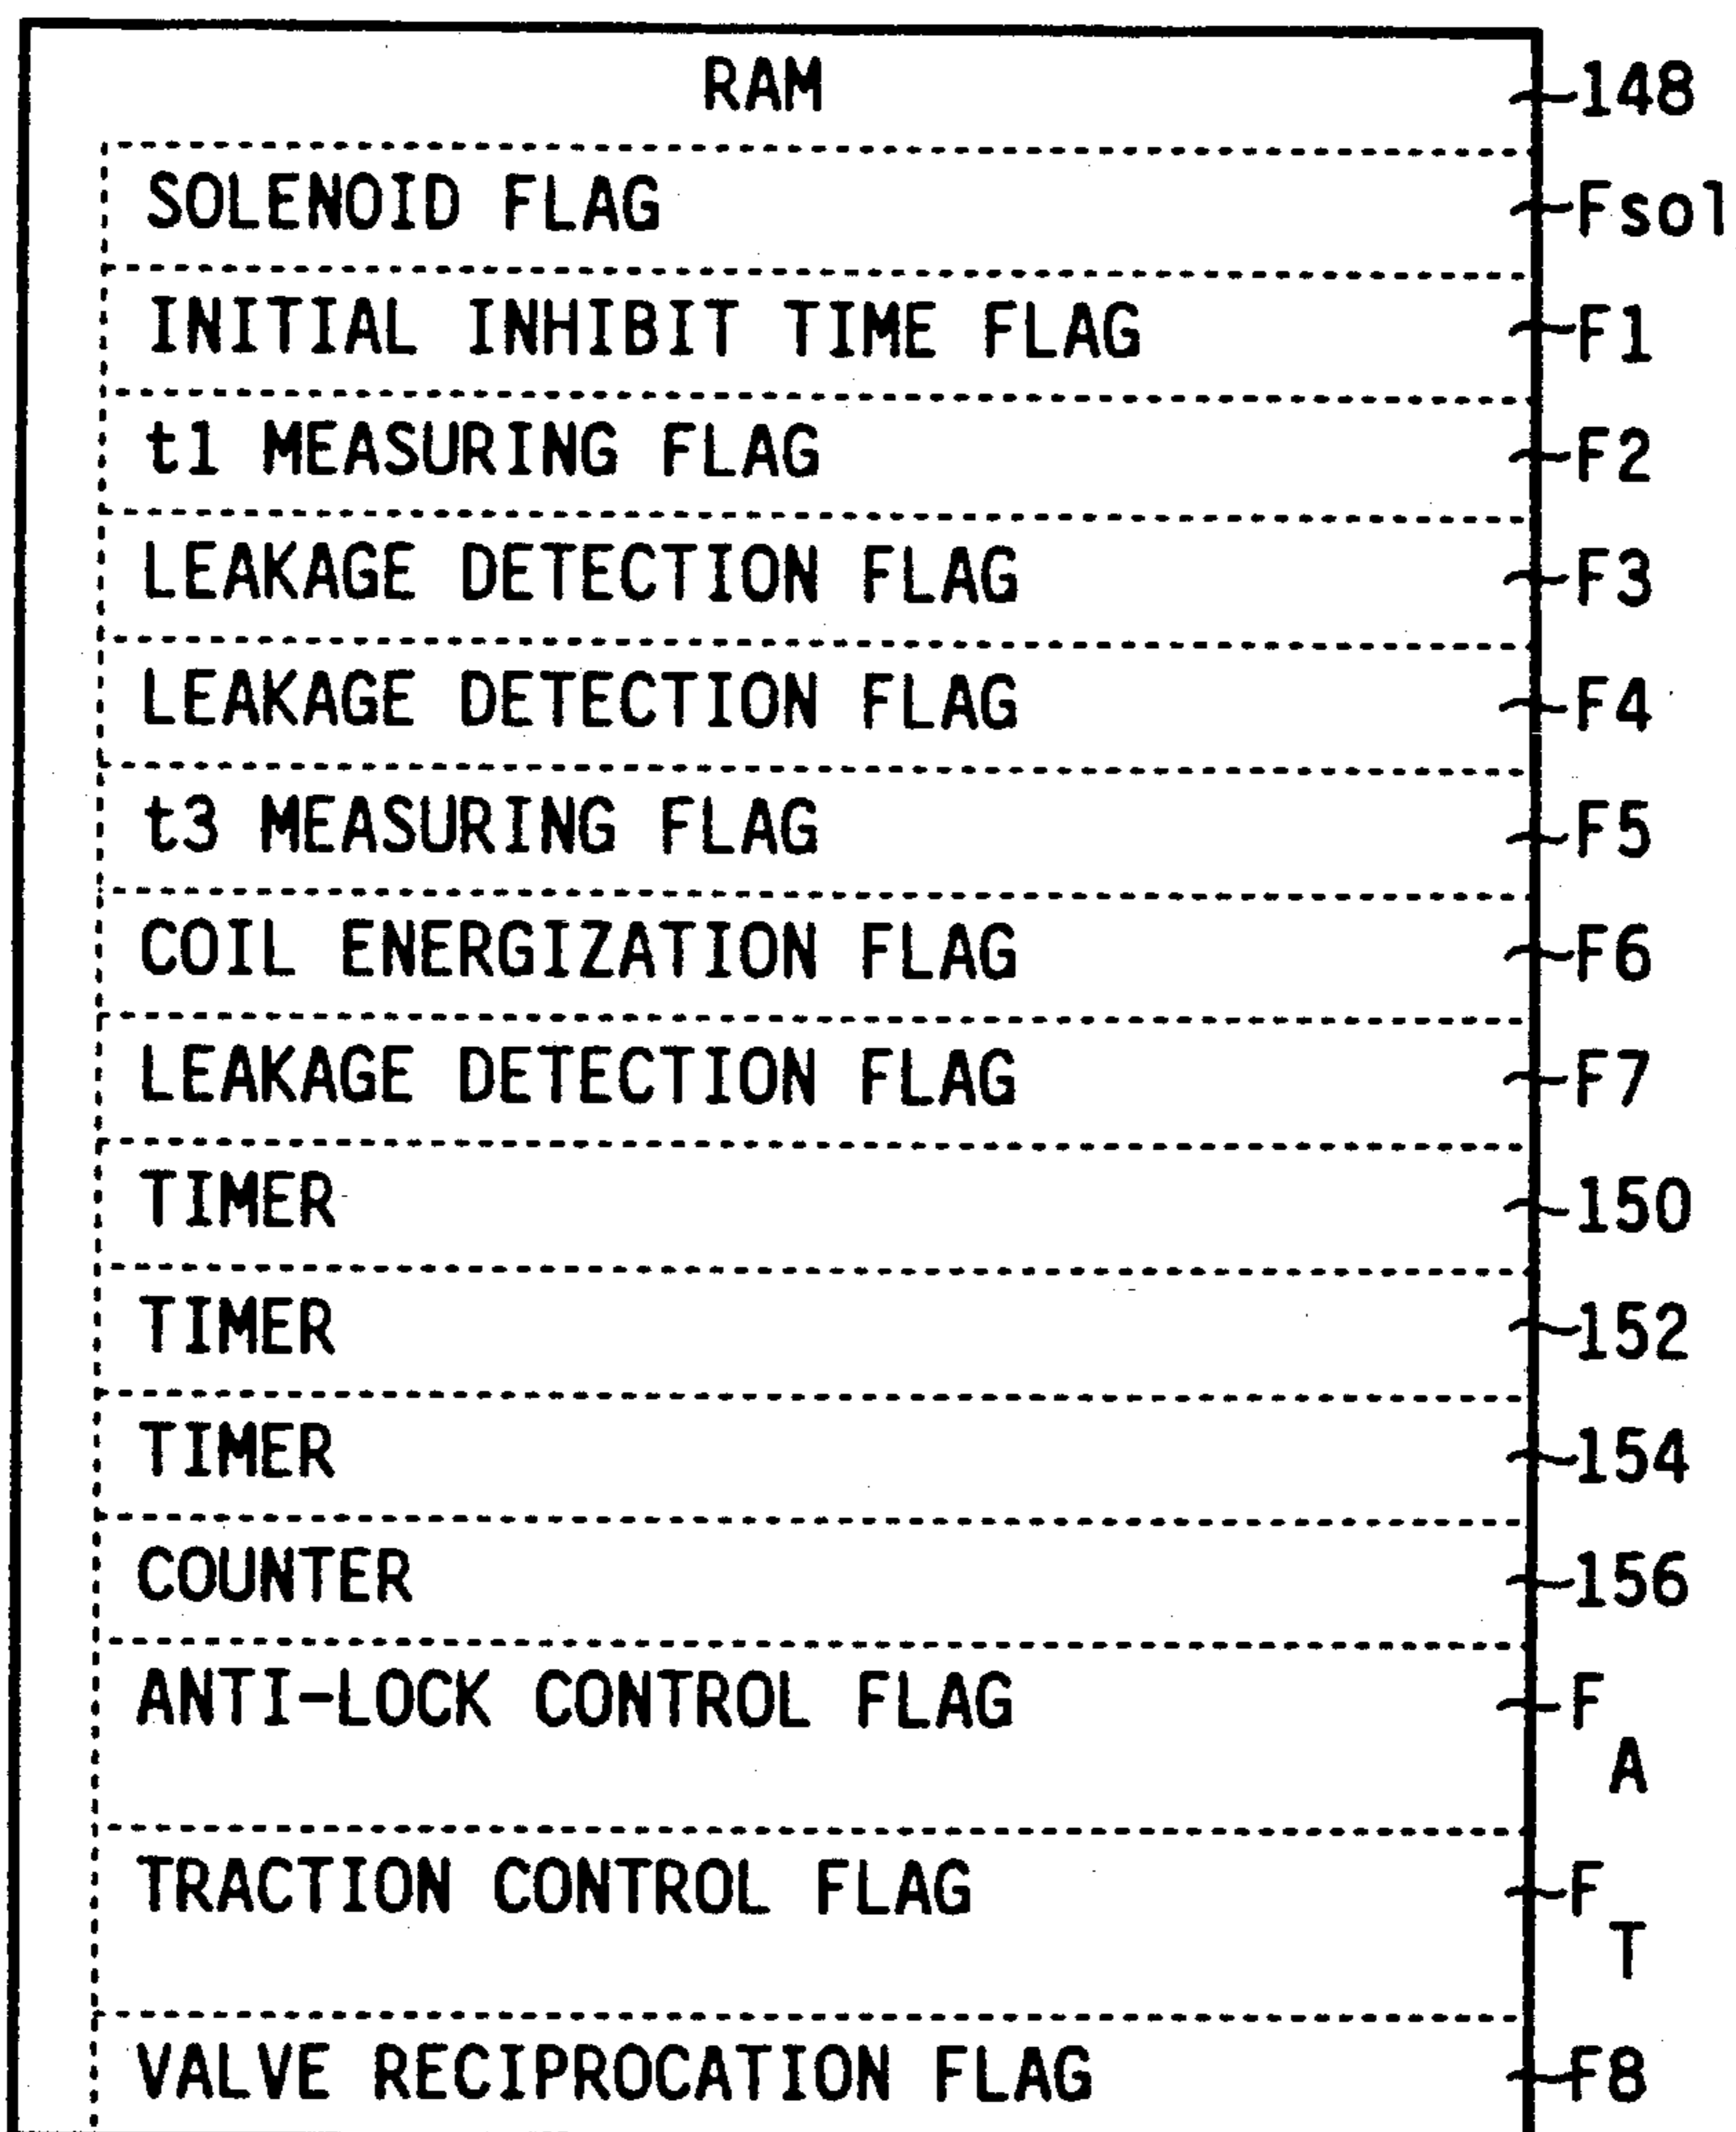 RAM 148
SOLENOID FLAG Fsol
INITIAL INHIBIT TIME FLAG F1
t1 MEASURING FLAG F2
LEAKAGE DETECTION FLAG F3
LEAKAGE DETECTION FLAG F4
t3 MEASURING FLAG F5
COIL ENERGIZATION FLAG F6
LEAKAGE DETECTION FLAG F7
TIMER 150
TIMER 152
TIMER 154
COUNTER 156
ANTI-LOCK CONTROL FLAG F
A
TRACTION CONTROL FLAG F
T
VALVE RECIPROCATION FLAG F8